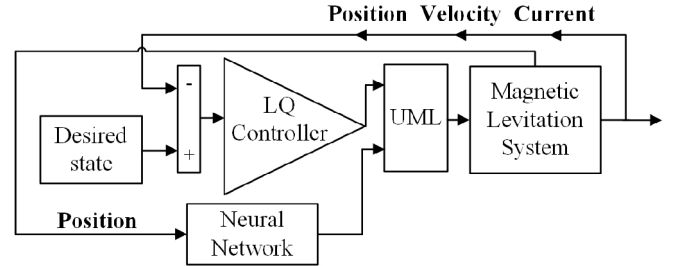 Position Velocity Current
-
+
Desired
state
LQ
Controller
UML
Magnetic
Levitation
System
Position
Neural
Network